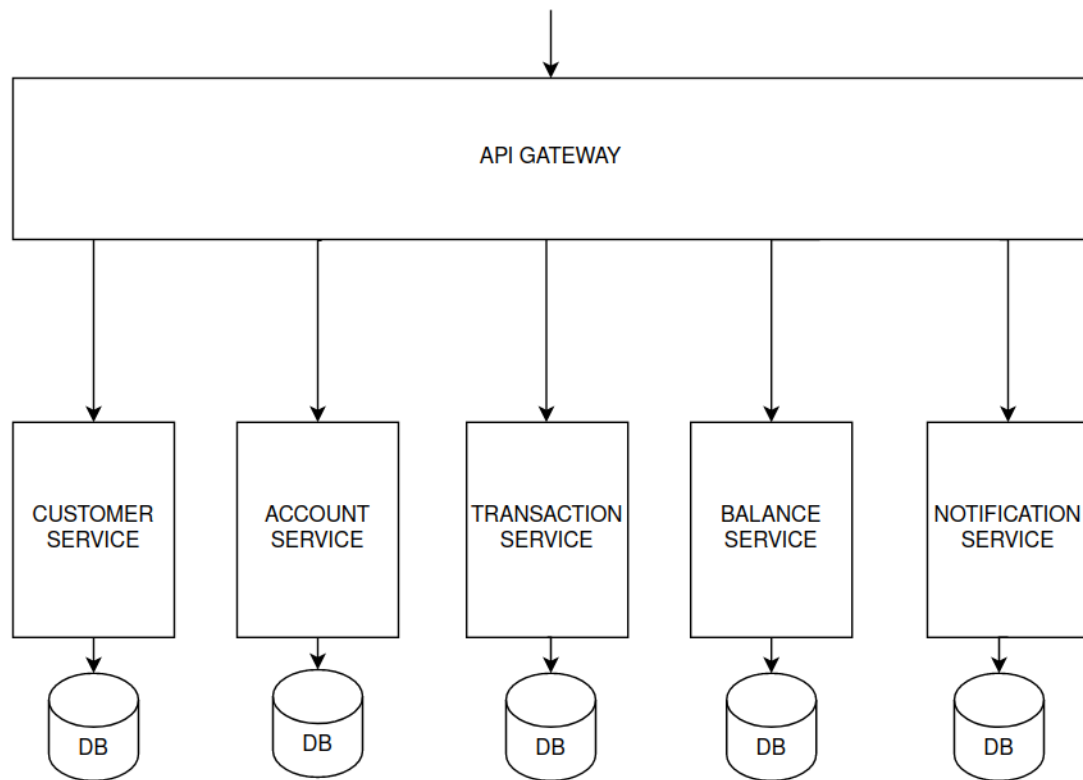 API GATEWAY
CUSTOMER
SERVICE
ACCOUNT
SERVICE
TRANSACTION
SERVICE
BALANCE
SERVICE
NOTIFICATION
SERVICE
DB
DB
DB
DB
DB